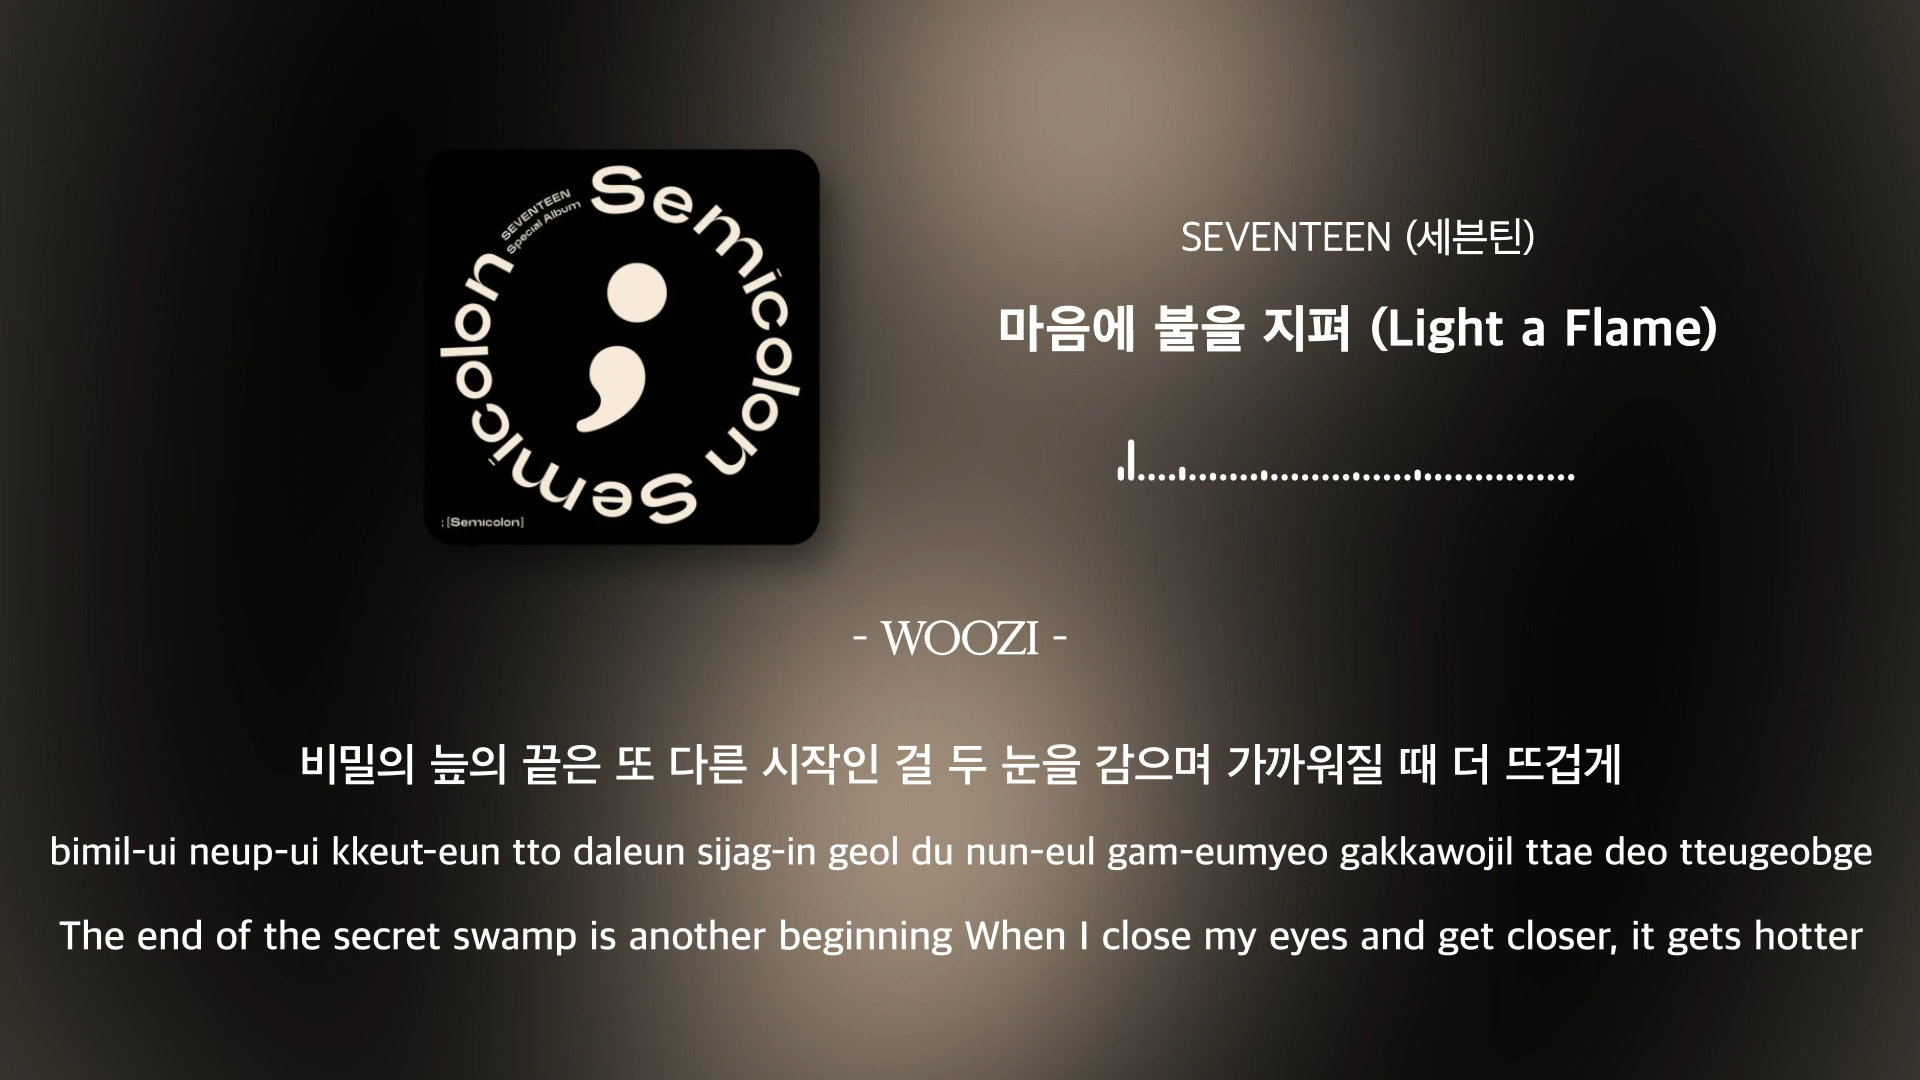 SEVENTEEN
Special Album
Semicolon Semicolon
; [Semicolon]
SEVENTEEN (세븐틴)
마음에 불을 지펴 (Light a Flame)
- WOOZI -
비밀의 늪의 끝은 또 다른 시작인 걸 두 눈을 감으며 가까워질 때 더 뜨겁게
bimil-ui neup-ui kkeut-eun tto daleun sijag-in geol du nun-eul gam-eumyeo gakkawojil ttae deo tteugeobge
The end of the secret swamp is another beginning When I close my eyes and get closer, it gets hotter